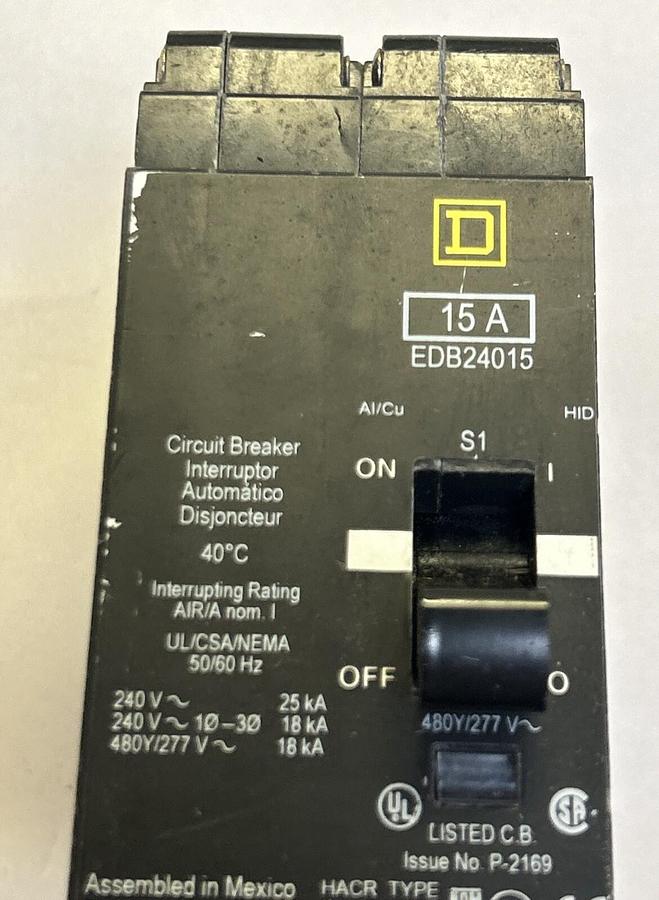 D
15 A
EDB24015
Al/Cu
HID
S1
ON
I
Circuit Breaker
Interruptor
Automático
Disjoncteur
40°C
Interrupting Rating
AIR/A nom. I
UL/CSA/NEMA
50/60 Hz
OFF
O
240 V ~ 25 kA
240 V ~ 1Ø–3Ø 18 kA
480Y/277 V ~ 18 kA
480Y/277 V~
UL
SA
LISTED C.B.
Issue No. P-2169
Assembled in Mexico
HACR TYPE